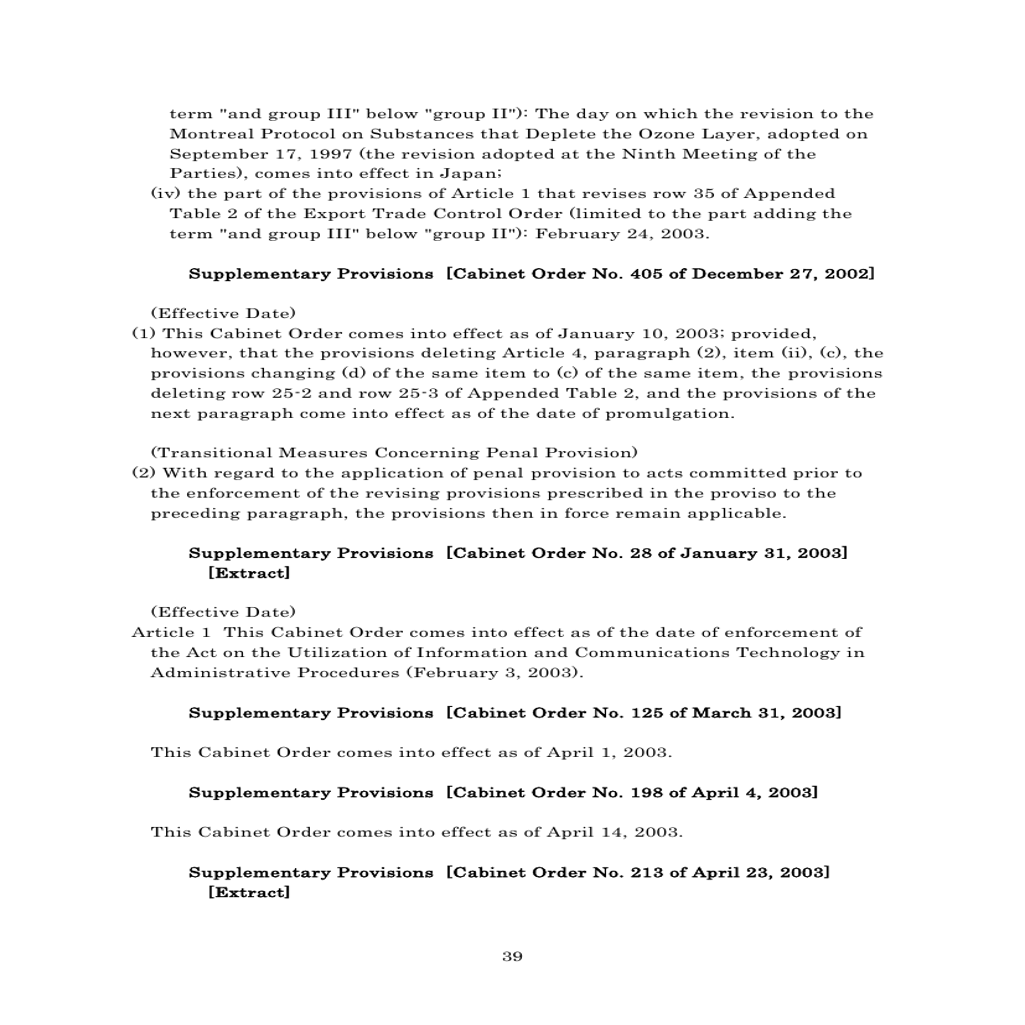 term "and group III" below "group II"): The day on which the revision to the
Montreal Protocol on Substances that Deplete the Ozone Layer, adopted on
September 17, 1997 (the revision adopted at the Ninth Meeting of the
Parties), comes into effect in Japan;
(iv) the part of the provisions of Article 1 that revises row 35 of Appended
Table 2 of the Export Trade Control Order (limited to the part adding the
term "and group III" below "group II"): February 24, 2003.
Supplementary Provisions [Cabinet Order No. 405 of December 27, 2002]
(Effective Date)
(1) This Cabinet Order comes into effect as of January 10, 2003; provided,
however, that the provisions deleting Article 4, paragraph (2), item (ii), (c), the
provisions changing (d) of the same item to (c) of the same item, the provisions
deleting row 25-2 and row 25-3 of Appended Table 2, and the provisions of the
next paragraph come into effect as of the date of promulgation.
(Transitional Measures Concerning Penal Provision)
(2) With regard to the application of penal provision to acts committed prior to
the enforcement of the revising provisions prescribed in the proviso to the
preceding paragraph, the provisions then in force remain applicable.
Supplementary Provisions [Cabinet Order No. 28 of January 31, 2003]
[Extract]
(Effective Date)
Article 1 This Cabinet Order comes into effect as of the date of enforcement of
the Act on the Utilization of Information and Communications Technology in
Administrative Procedures (February 3, 2003).
Supplementary Provisions [Cabinet Order No. 125 of March 31, 2003]
This Cabinet Order comes into effect as of April 1, 2003.
Supplementary Provisions [Cabinet Order No. 198 of April 4, 2003]
This Cabinet Order comes into effect as of April 14, 2003.
Supplementary Provisions [Cabinet Order No. 213 of April 23, 2003]
[Extract]
39